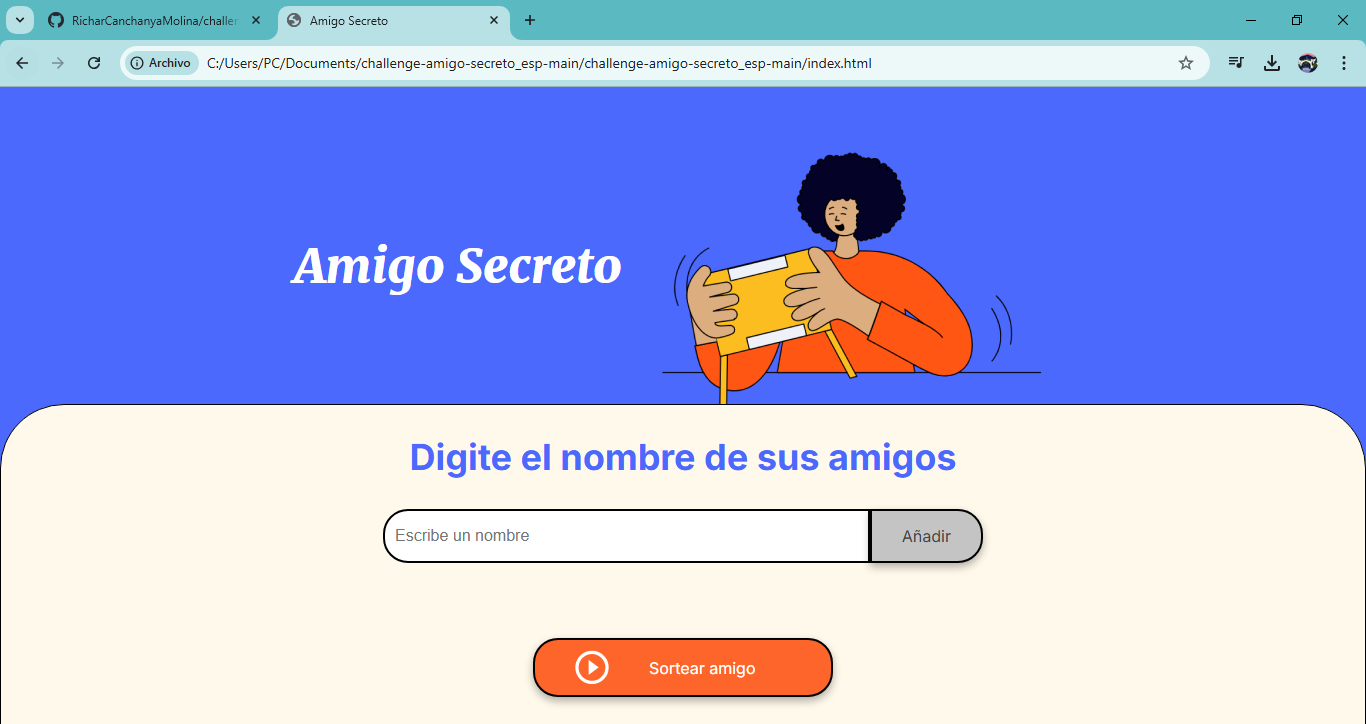 RicharCanchanyaMolina/challe
Amigo Secreto
Archivo
C:/Users/PC/Documents/challenge-amigo-secreto_esp-main/challenge-amigo-secreto_esp-main/index.html
Amigo Secreto
Digite el nombre de sus amigos
Escribe un nombre
Añadir
Sortear amigo